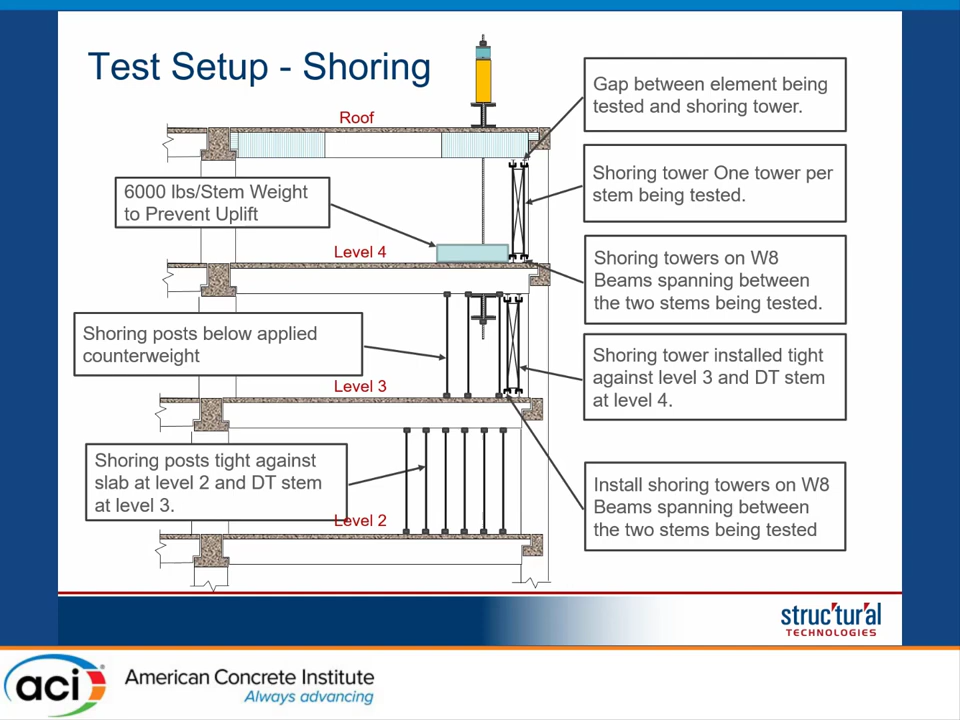 Test Setup - Shoring
Roof
Gap between element being
tested and shoring tower.
Shoring tower One tower per
stem being tested.
6000 lbs/Stem Weight
to Prevent Uplift
Level 4
Shoring towers on W8
Beams spanning between
the two stems being tested.
Shoring posts below applied
counterweight
Shoring tower installed tight
against level 3 and DT stem
at level 4.
Level 3
Shoring posts tight against
slab at level 2 and DT stem
at level 3.
Level 2
Install shoring towers on W8
Beams spanning between
the two stems being tested
struc'tur'al
TECHNOLOGIES
aci
American Concrete Institute
Always advancing